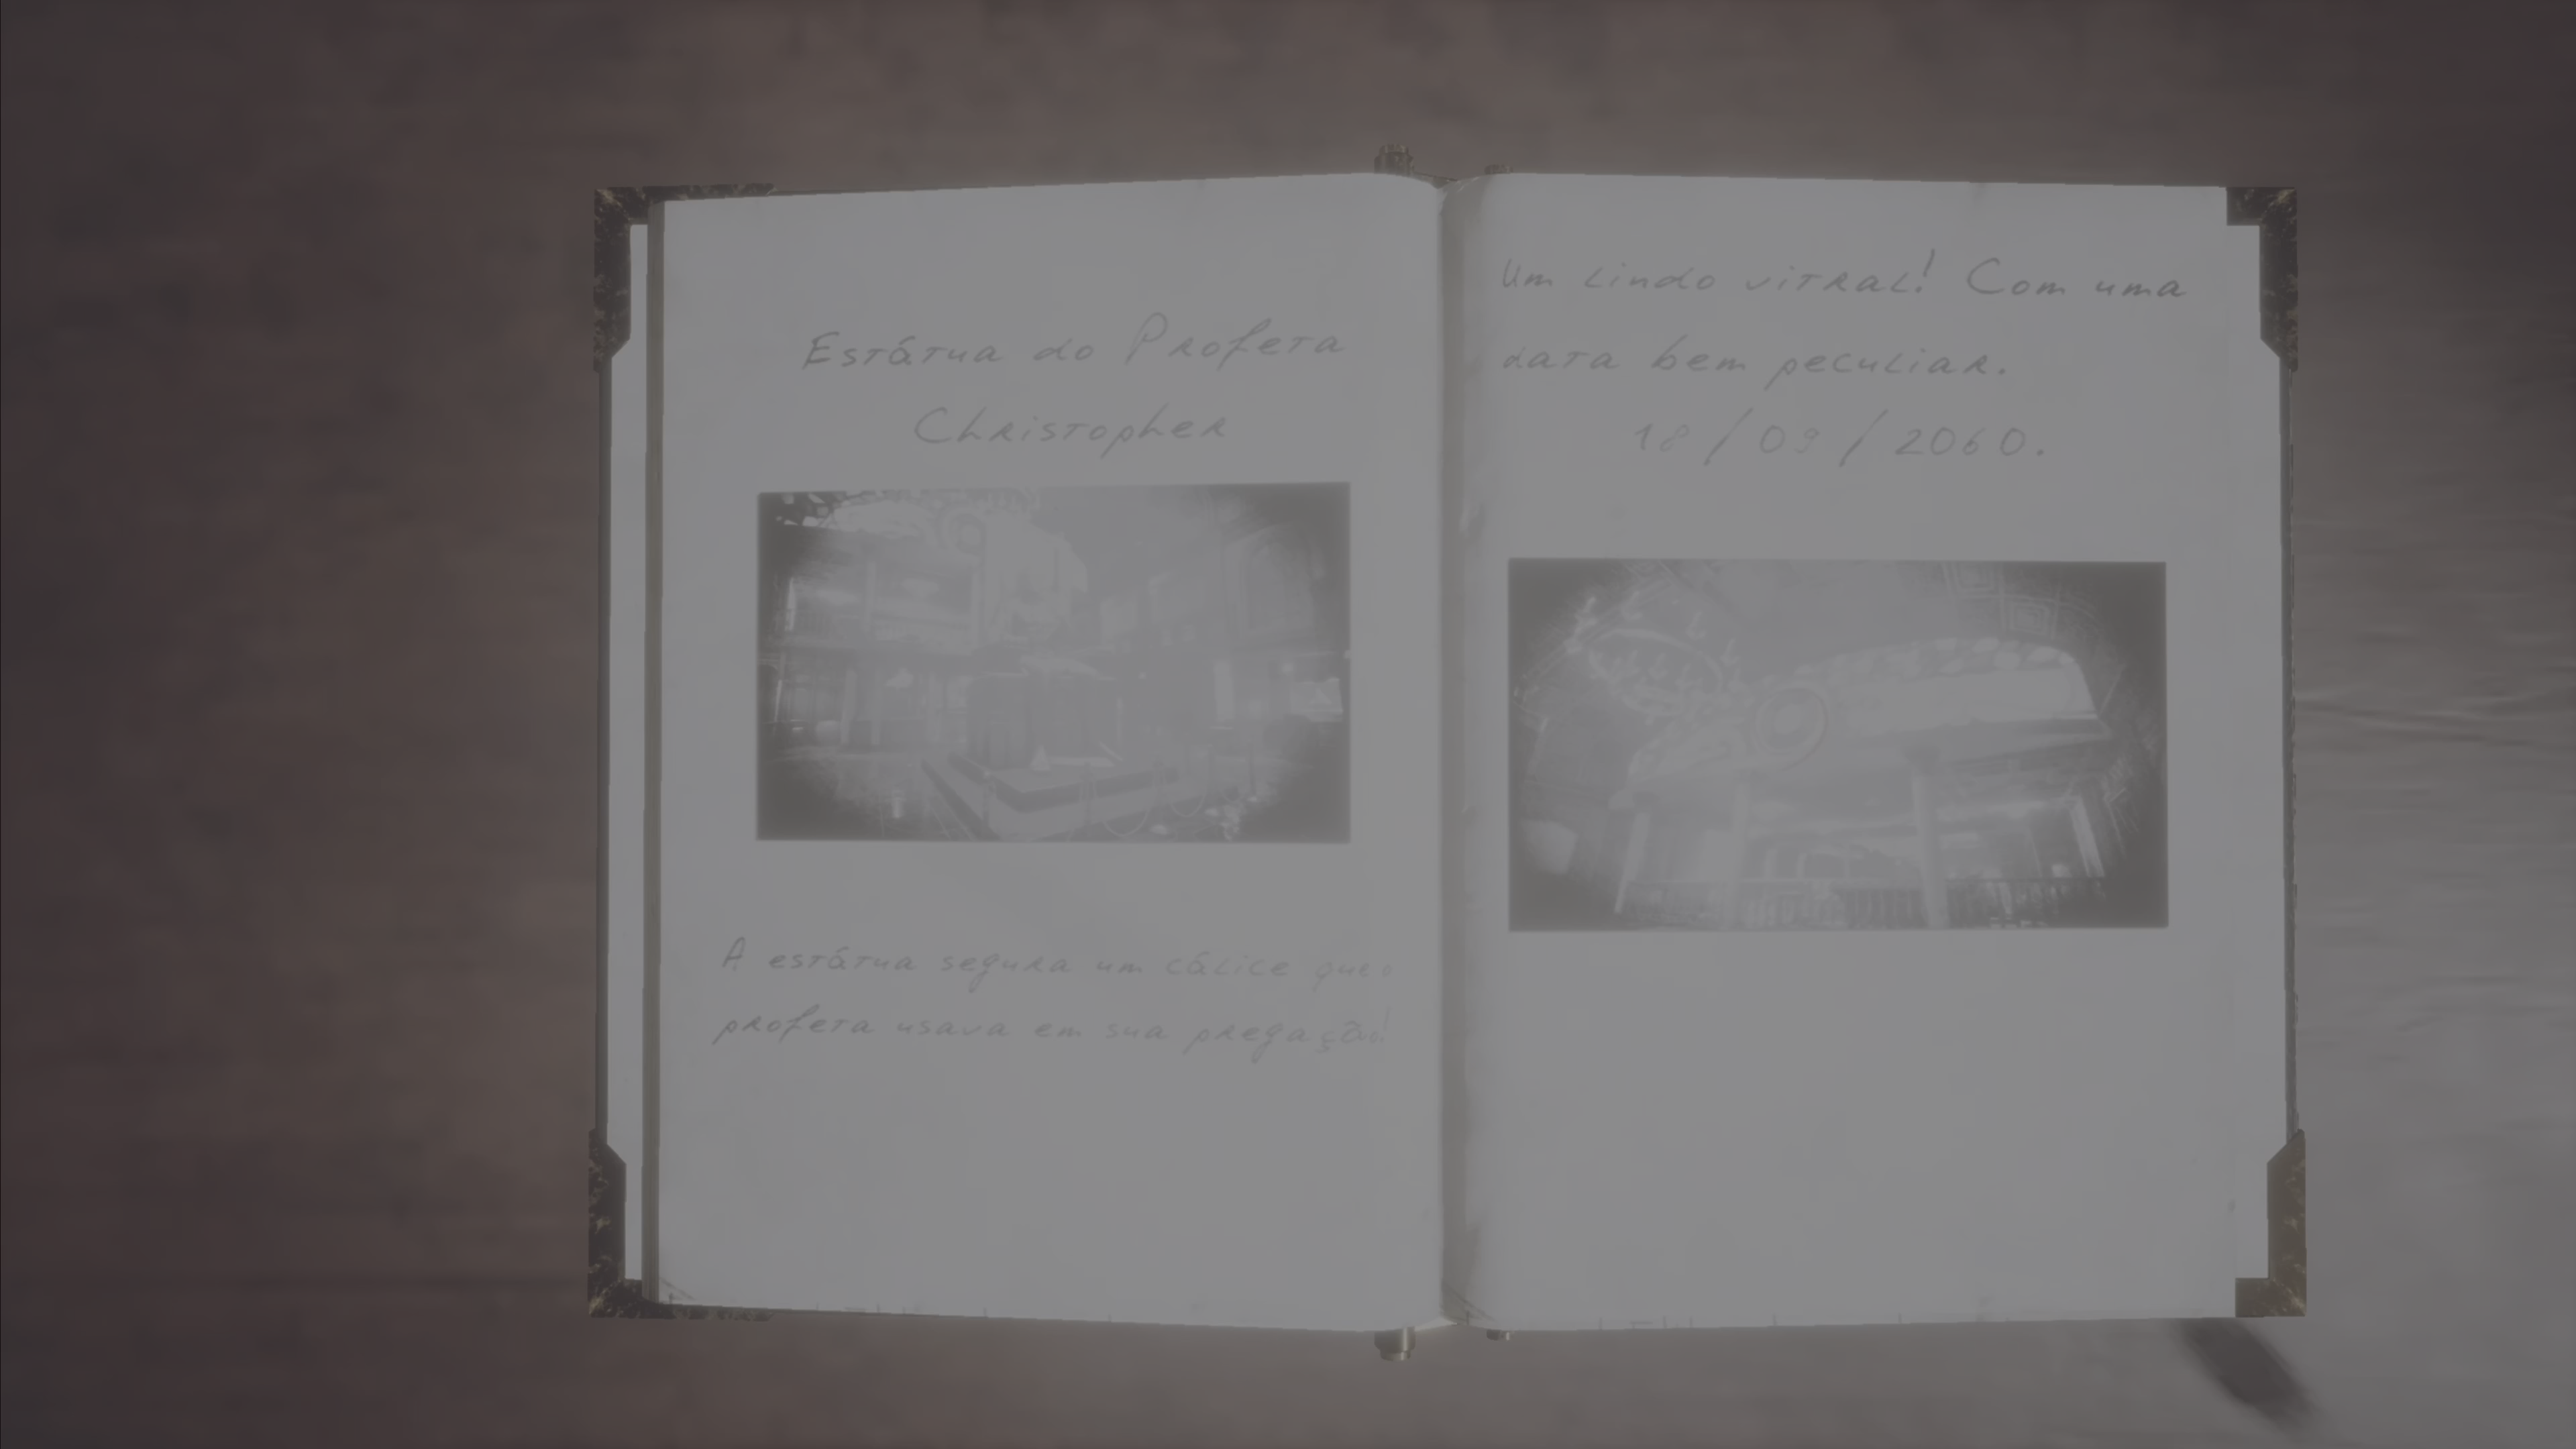 Estátua do Profeta
Christopher
A estátua segura um cálice que o
profeta usava em sua pregação!
Um lindo vitral! Com uma
data bem peculiar.
18/09/2060.